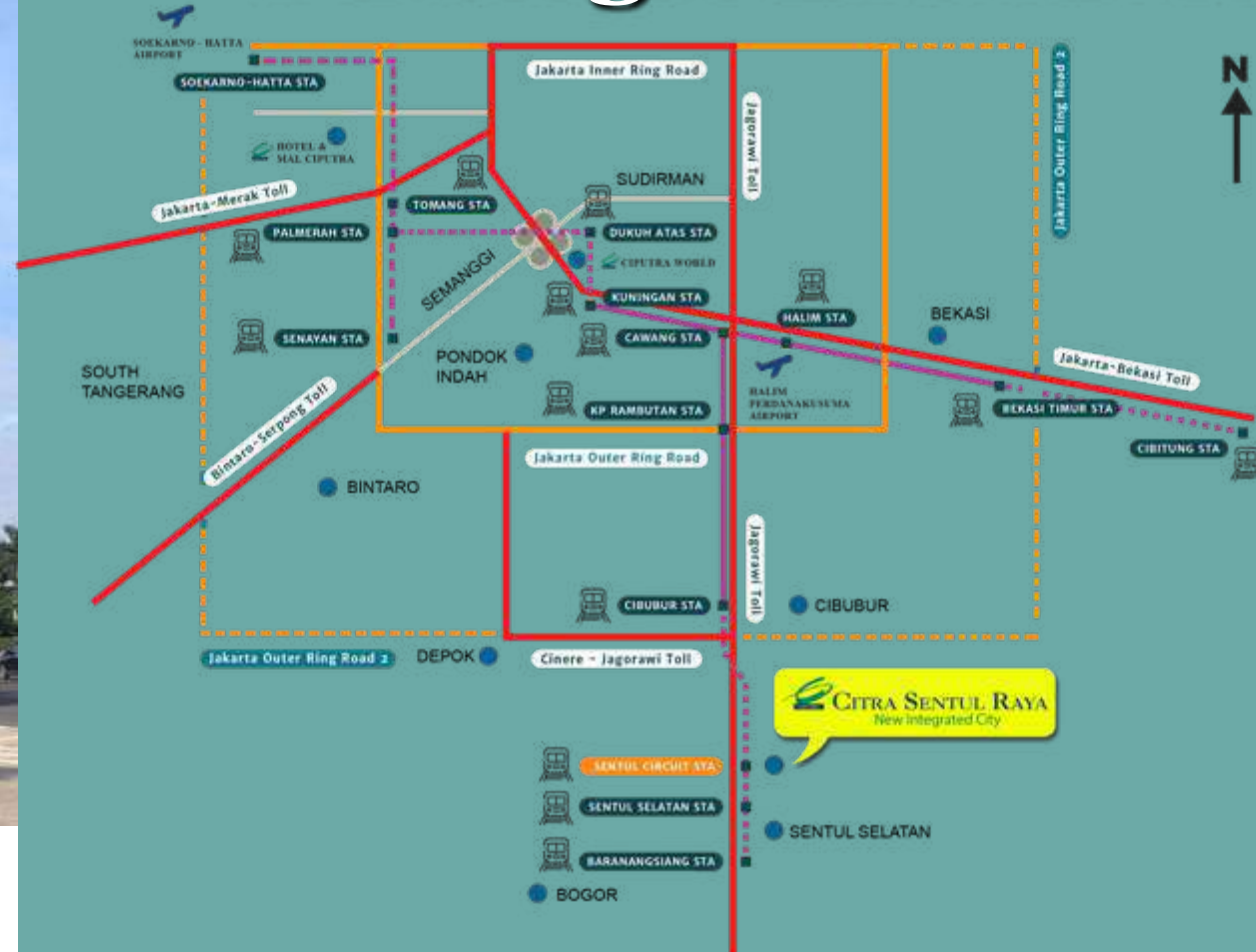 SOEKARNO - HATTA
AIRPORT
SOEKARNO-HATTA STA
Jakarta Inner Ring Road
Jakarta Outer Ring Road 2
N
Jagorawi Toll
HOTEL &
MAL CIPUTRA
Jakarta-Merak Toll
TOMANG STA
SUDIRMAN
PALMERAH STA
DUKUH ATAS STA
CIPUTRA WORLD
SEMANGGI
KUNINGAN STA
HALIM STA
BEKASI
SENAYAN STA
CAWANG STA
PONDOK
INDAH
SOUTH
TANGERANG
Jakarta-Bekasi Toll
HALIM
PERDANAKUSUMA
AIRPORT
KP RAMBUTAN STA
BEKASI TIMUR STA
Bintaro-Serpong Toll
CIBITUNG STA
Jakarta Outer Ring Road
BINTARO
Jagorawi Toll
CIBUBUR STA
CIBUBUR
Jakarta Outer Ring Road 2
DEPOK
Cinere - Jagorawi Toll
CITRA SENTUL RAYA
New Integrated City
SENTUL CIRCUIT STA
SENTUL SELATAN STA
SENTUL SELATAN
BARANANGSIANG STA
BOGOR